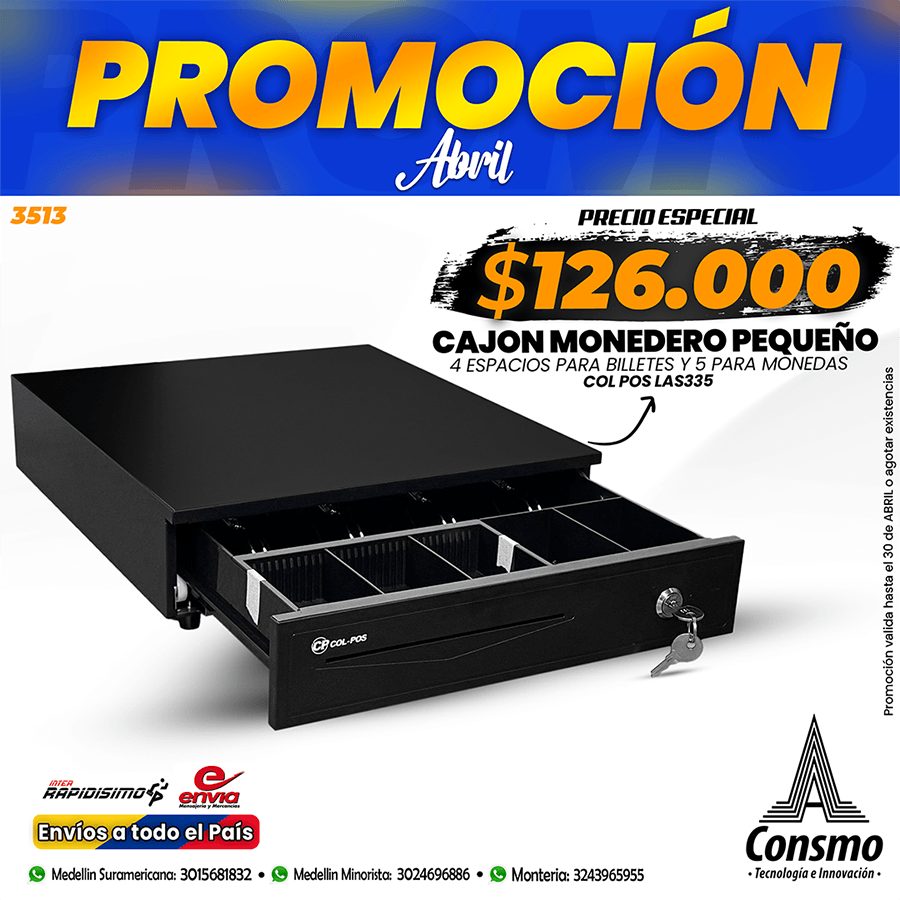 PROMOCIÓN
Abril
3513
PRECIO ESPECIAL
$126.000
CAJON MONEDERO PEQUEÑO
4 ESPACIOS PARA BILLETES Y 5 PARA MONEDAS
COL POS LAS335
Promoción valida hasta el 30 de ABRIL o agotar existencias
CP COL-POS
INTER
RAPIDISIMO
e
envía
Mensajería y Mercancías
Envíos a todo el País
Consmo
• Tecnología e Innovación •
Medellin Suramericana: 3015681832 • Medellin Minorista: 3024696886 • Monteria: 3243965955